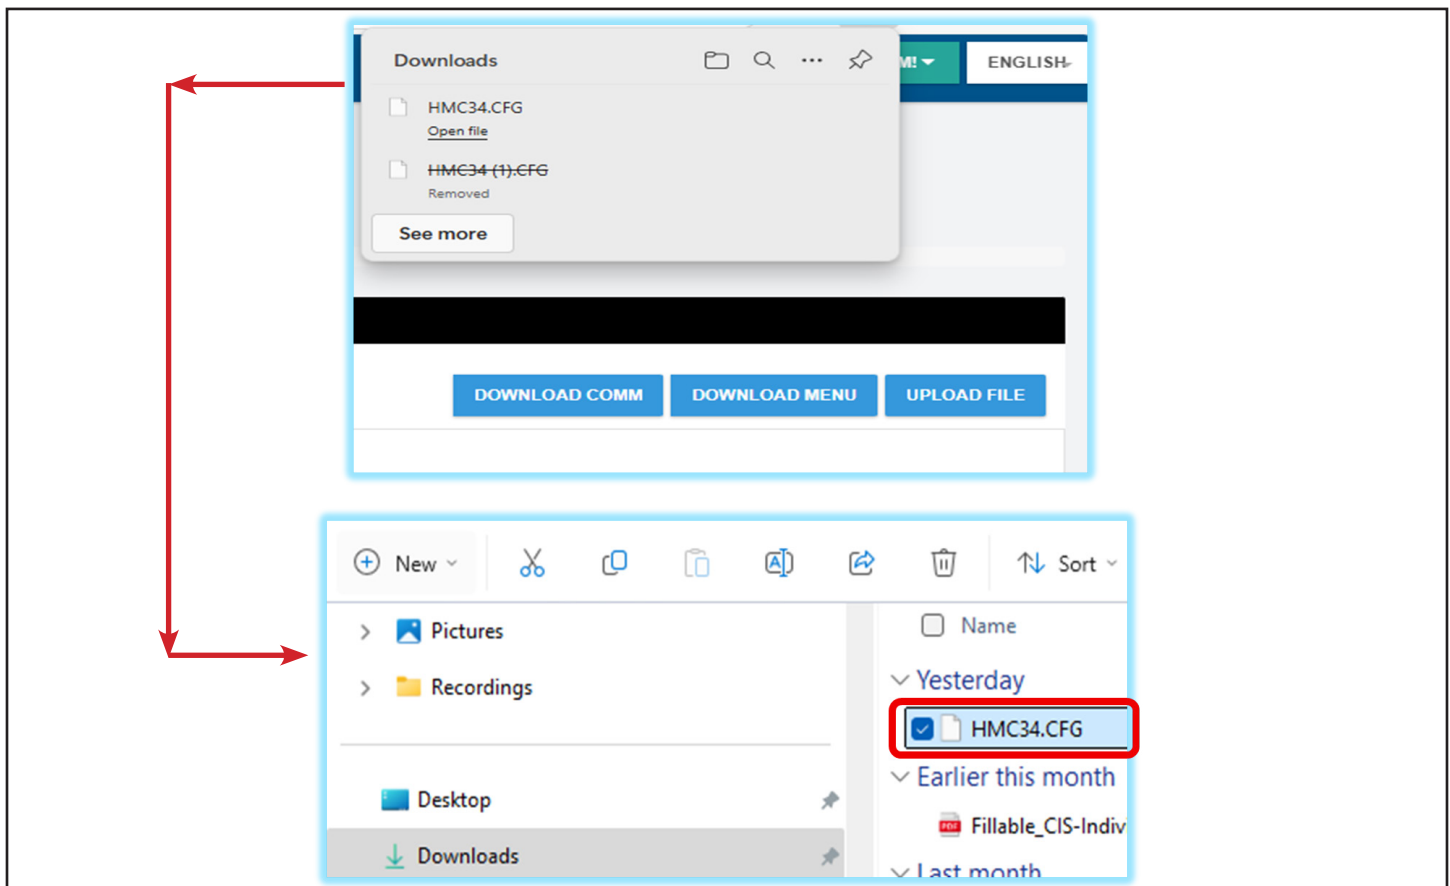 Downloads
M!
ENGLISH
HMC34.CFG
Open file
HMC34 (1).CFG
Removed
See more
DOWNLOAD COMM
DOWNLOAD MENU
UPLOAD FILE
New
Sort
Pictures
Recordings
Desktop
Downloads
Name
Yesterday
HMC34.CFG
Earlier this month
PDF
Fillable_CIS-Indiv
Last month